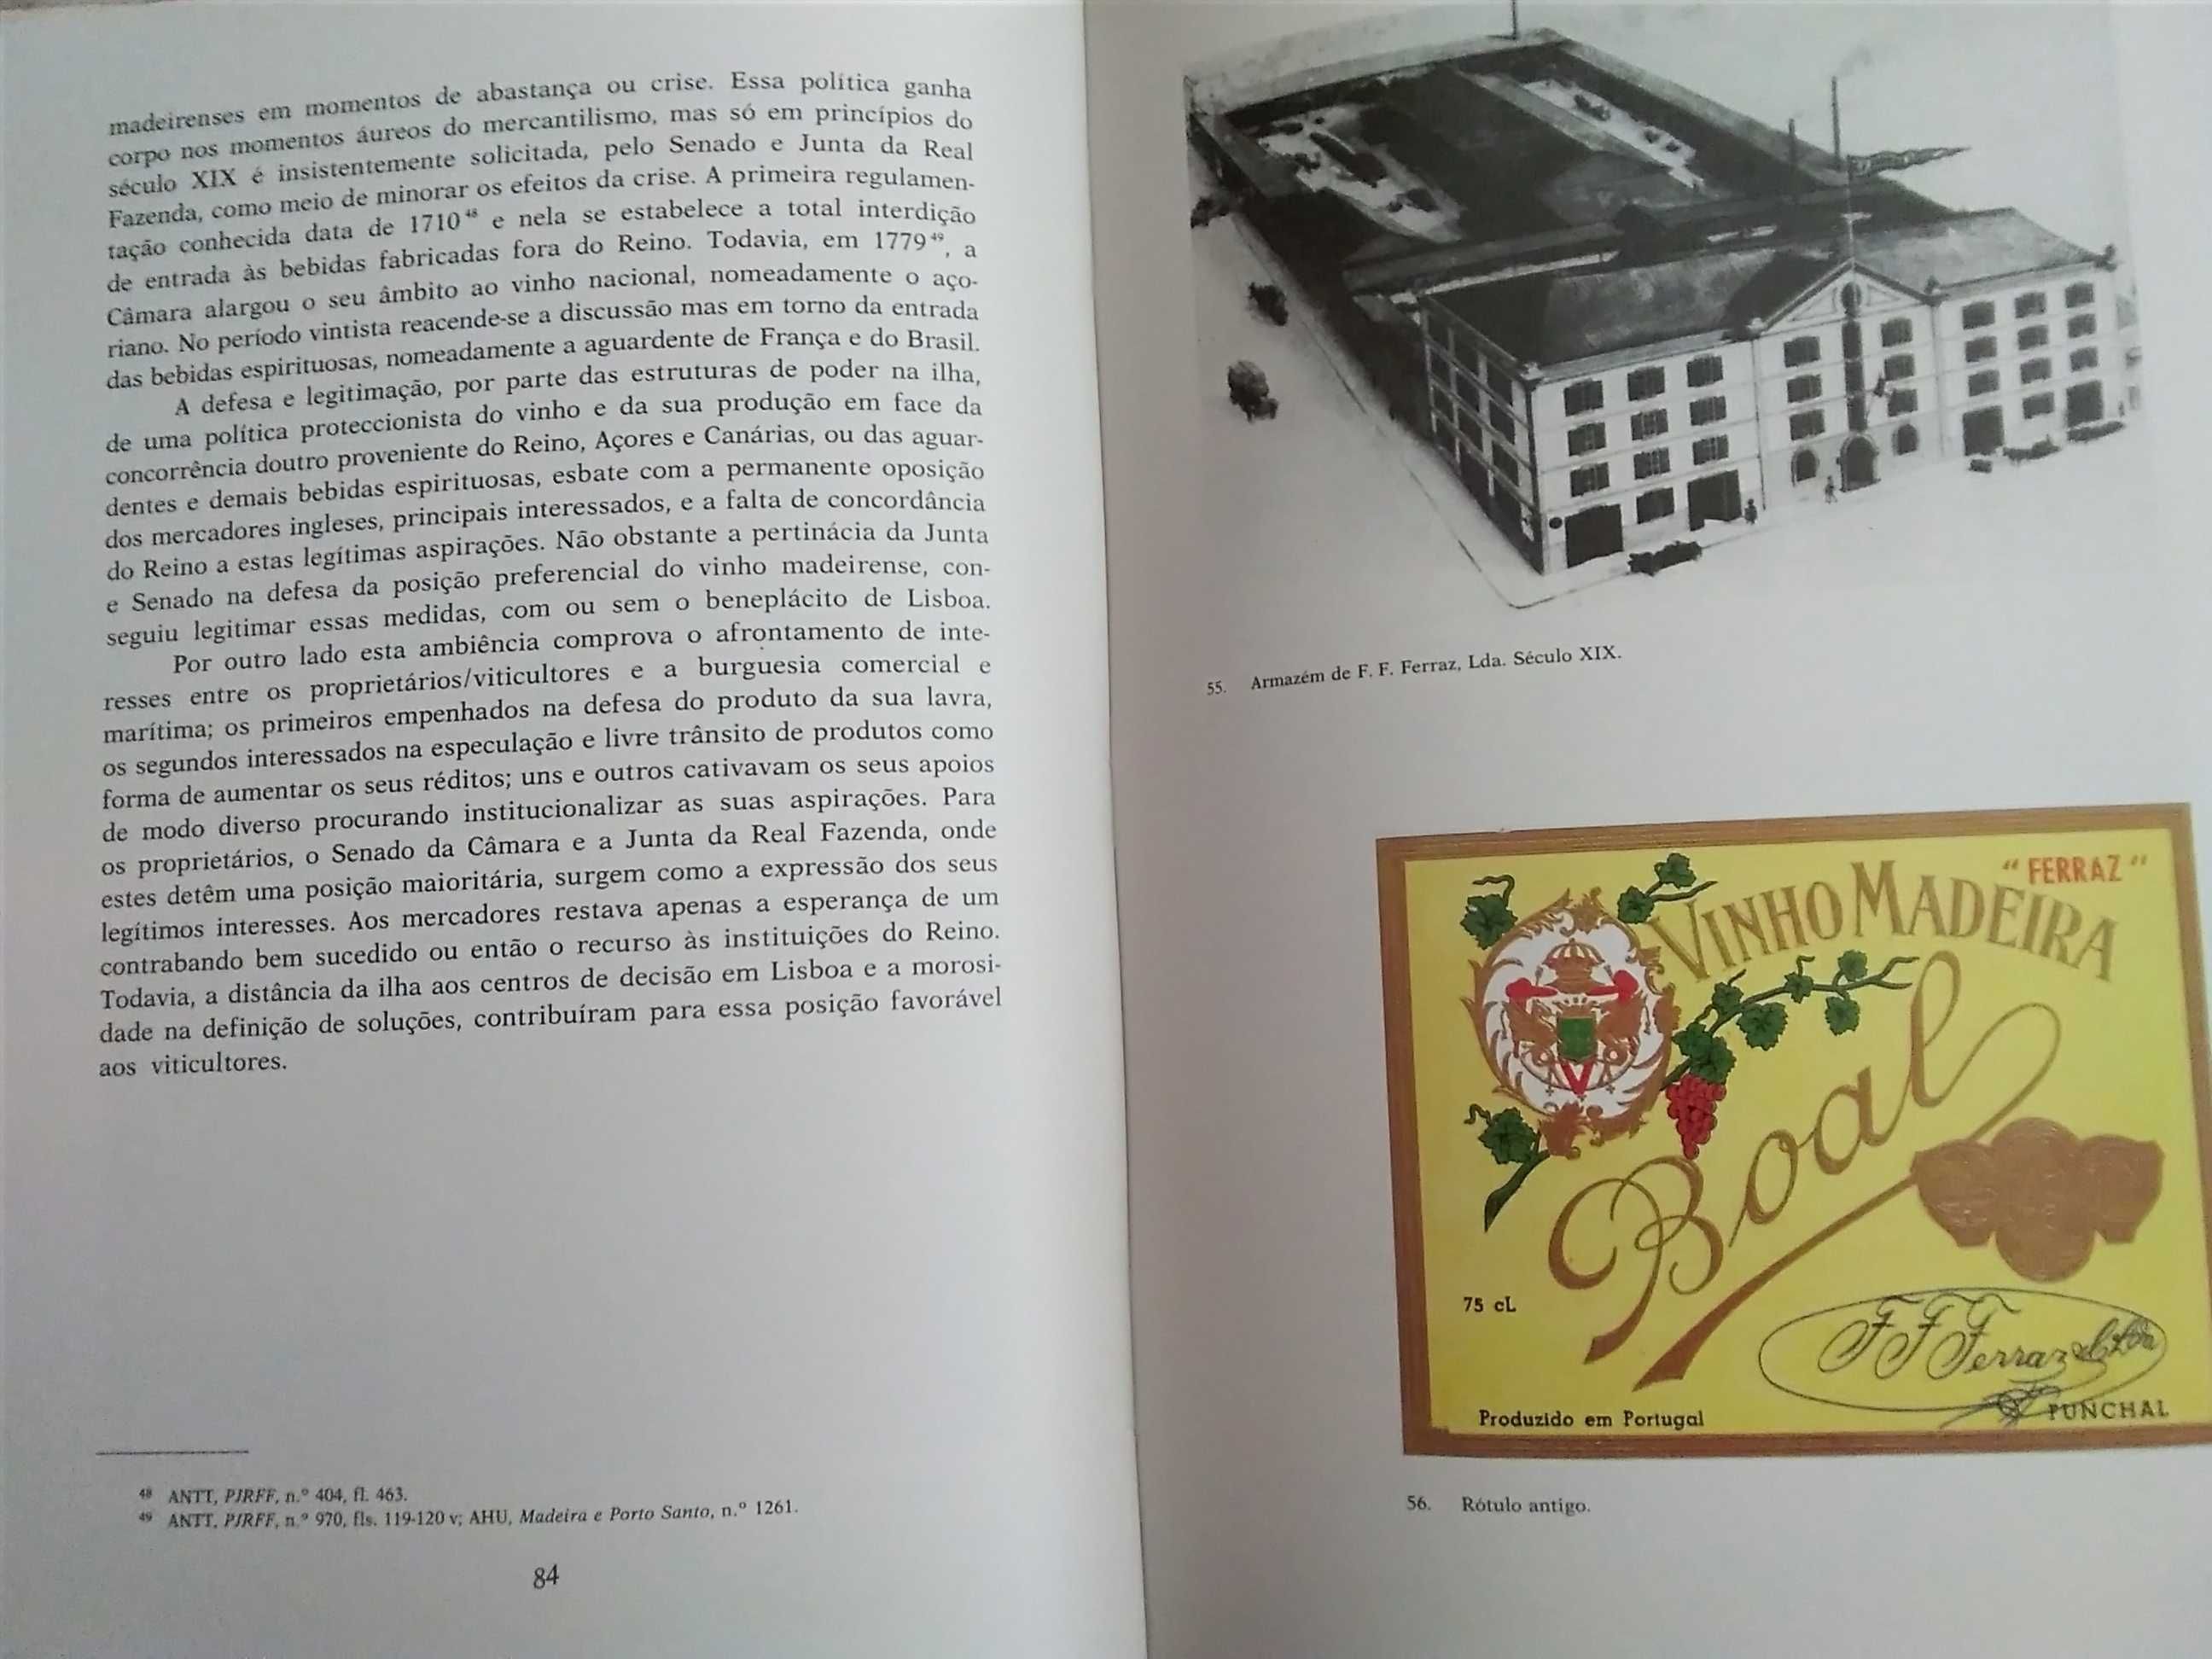 madeirenses em momentos de abastança ou crise. Essa política ganha
corpo nos momentos áureos do mercantilismo, mas só em princípios do
século XIX é insistentemente solicitada, pelo Senado e Junta da Real
Fazenda, como meio de minorar os efeitos da crise. A primeira regulamen-
tação conhecida data de 1710⁴⁸ e nela se estabelece a total interdição
de entrada às bebidas fabricadas fora do Reino. Todavia, em 1779⁴⁹, a
Câmara alargou o seu âmbito ao vinho nacional, nomeadamente o aço-
riano. No período vintista reacende-se a discussão mas em torno da entrada
das bebidas espirituosas, nomeadamente a aguardente de França e do Brasil.
A defesa e legitimação, por parte das estruturas de poder na ilha,
de uma política proteccionista do vinho e da sua produção em face da
concorrência doutro proveniente do Reino, Açores e Canárias, ou das aguar-
dentes e demais bebidas espirituosas, esbate com a permanente oposição
dos mercadores ingleses, principais interessados, e a falta de concordância
do Reino a estas legítimas aspirações. Não obstante a pertinácia da Junta
e Senado na defesa da posição preferencial do vinho madeirense, con-
seguiu legitimar essas medidas, com ou sem o beneplácito de Lisboa.
Por outro lado esta ambiência comprova o afrontamento de inte-
resses entre os proprietários/viticultores e a burguesia comercial e
marítima; os primeiros empenhados na defesa do produto da sua lavra,
os segundos interessados na especulação e livre trânsito de produtos como
forma de aumentar os seus réditos; uns e outros cativavam os seus apoios
de modo diverso procurando institucionalizar as suas aspirações. Para
os proprietários, o Senado da Câmara e a Junta da Real Fazenda, onde
estes detêm uma posição maioritária, surgem como a expressão dos seus
legítimos interesses. Aos mercadores restava apenas a esperança de um
contrabando bem sucedido ou então o recurso às instituições do Reino.
Todavia, a distância da ilha aos centros de decisão em Lisboa e a morosi-
dade na definição de soluções, contribuíram para essa posição favorável
aos viticultores.
48 ANTT, PJRFF, n.º 404, fl. 463.
49 ANTT, PJRFF, n.º 970, fls. 119-120 v; AHU, Madeira e Porto Santo, n.º 1261.
84
55. Armazém de F. F. Ferraz, Lda. Século XIX.
"FERRAZ"
VINHO MADEIRA
Boal
75 cL
F F Ferraz & Lda
Produzido em Portugal
FUNCHAL
56. Rótulo antigo.